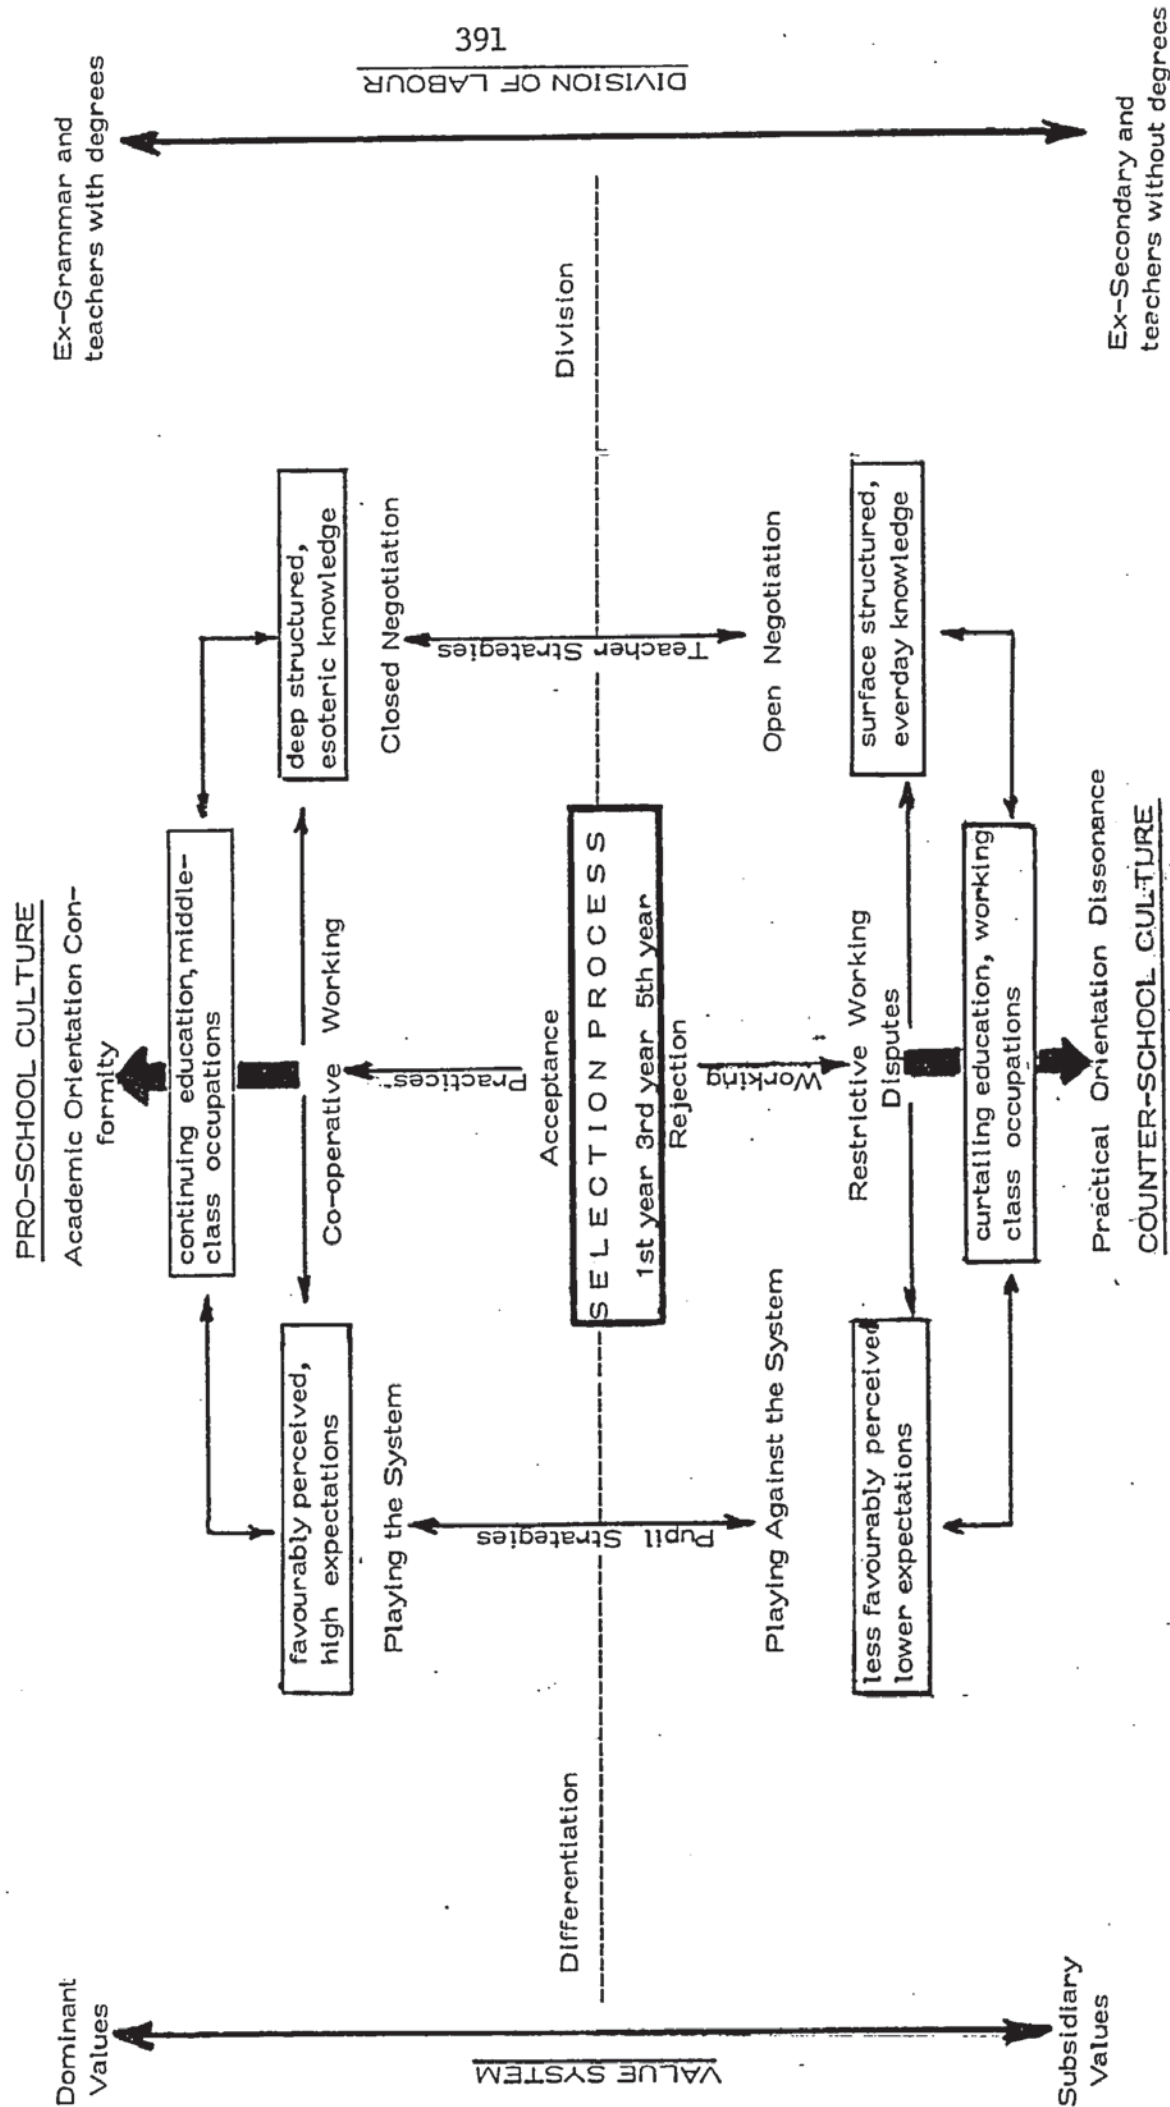 391
PRO-SCHOOL CULTURE
Academic Orientation Con-
formity
Dominant
Values
Ex-Grammar and
teachers with degrees
continuing education, middle-
class occupations
favourably perceived,
high expectations
deep structured,
esoteric knowledge
Co-operative Working
Playing the System
Closed Negotiation
Practices
Acceptance
VALUE SYSTEM
Differentiation
Pupil Strategies
SELECTION PROCESS
1st year 3rd year 5th year
Teacher Strategies
Division
DIVISION OF LABOUR
Rejection
Working
Playing Against the System
Open Negotiation
Restrictive Working
Disputes
less favourably perceived
lower expectations
surface structured,
everday knowledge
curtailing education, working
class occupations
Subsidiary
Values
Practical Orientation Dissonance
COUNTER-SCHOOL CULTURE
Ex-Secondary and
teachers without degrees